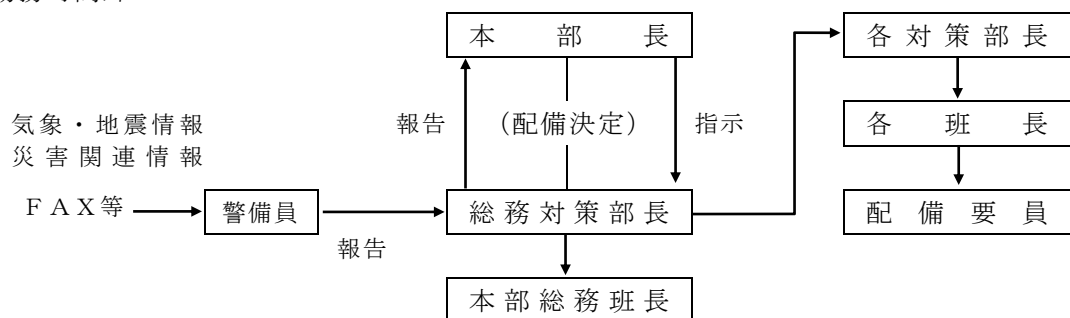 本部長
各対策部長
報告
(配備決定)
指示
気象・地震情報
災害関連情報
各班長
FAX等
警備員
総務対策部長
配備要員
報告
本部総務班長